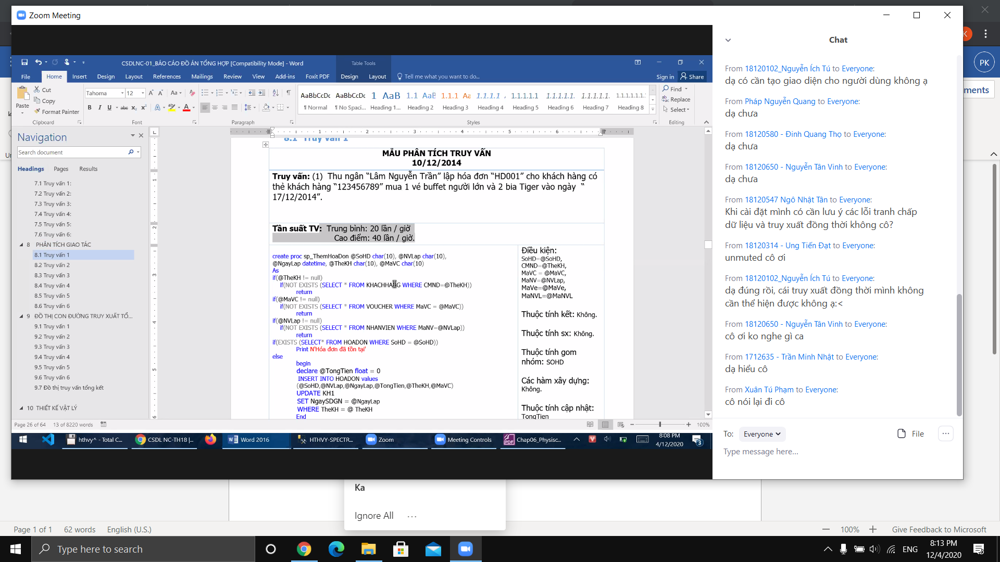 Zoom Meeting
CSDLNC-01_BÁO CÁO ĐỒ ÁN TỔNG HỢP [Compatibility Mode] - Word
Table Tools
File Home Insert Design Layout References Mailings Review View Add-ins Foxit PDF Design Layout Tell me what you want to do... Sign in Share
Paste
Cut
Copy
Format Painter
Clipboard
Tahoma 12
Font
Paragraph
AaBbCcDc AaBbCcDc 1 AaB 1.1 AaB 1.1.1 Aa 1.1.1.1 1.1.1.1.1 1.1.1.1.1. 1.1.1.1.1. 1.1.1.1.1.1.
¶ Normal ¶ No Spaci... Heading 1... Heading 2 Heading 3 Heading 4 Heading 5 Heading 6 Heading 7 Heading 8
Styles
Find
Replace
Select
Editing
Navigation
Search document
Headings Pages Results
7.1 Truy vấn 1:
7.2 Truy vấn 2:
7.3 Truy vấn 3:
7.4 Truy vấn 4:
7.5 Truy vấn 5:
7.6 Truy vấn 6:
8 PHÂN TÍCH GIAO TÁC
8.1 Truy vấn 1
8.2 Truy vấn 2
8.3 Truy vấn 3
8.4 Truy vấn 4
8.5 Truy vấn 5
8.6 Truy vấn 6
9 ĐỒ THỊ CON ĐƯỜNG TRUY XUẤT TỔ...
9.1 Truy vấn 1
9.2 Truy vấn 2
9.3 Truy vấn 3
9.4 Truy vấn 4
9.5 Truy vấn 5
9.6 Truy vấn 6
9.7 Đồ thị truy vấn tổng kết
10 THIẾT KẾ VẬT LÝ
8.1 Truy vấn 1
MẪU PHÂN TÍCH TRUY VẤN
10/12/2014
Truy vấn: (1) Thu ngân “Lâm Nguyễn Trần” lập hóa đơn “HD001” cho khách hàng có
thẻ khách hàng “123456789” mua 1 vé buffet người lớn và 2 bia Tiger vào ngày “
17/12/2014”.
Tần suất TV: Trung bình: 20 lần / giờ
Cao điểm: 40 lần / giờ.
create proc sp_ThemHoaDon @SoHD char(10), @NVLap char(10),
@NgayLap datetime, @TheKH char(10), @MaVC char(10)
As
if(@TheKH != null)
if(NOT EXISTS (SELECT * FROM KHACHHANG WHERE CMND=@TheKH))
return
if(@MaVC != null)
if(NOT EXISTS (SELECT * FROM VOUCHER WHERE MaVC = @MaVC))
return
if(@NVLap != null)
if(NOT EXISTS (SELECT * FROM NHANVIEN WHERE MaNV=@NVLap))
return
if(EXISTS (SELECT* FROM HOADON WHERE SoHD = @SoHD))
Print N'Hóa đơn đã tồn tại'
else
begin
declare @TongTien float = 0
INSERT INTO HOADON values
(@SoHD,@NVLap,@NgayLap,@TongTien,@TheKH,@MaVC)
UPDATE KH1
SET NgaySDGN = @NgayLap
WHERE TheKH = @ TheKH
End
Điều kiện:
SoHD=@SoHD,
CMND=@TheKH,
MaVC = @MaVC,
MaNV=@NVLap,
MaVe=@MaVe,
MaNVL=@MaNVL
Thuộc tính kết: Không.
Thuộc tính sx: Không.
Thuộc tính gom
nhóm: SOHD
Các hàm xây dựng:
Không.
Thuộc tính cập nhật:
TongTien
Page 26 of 64 13 of 8220 words 100%
hthvy^ - Total C... CSDL NC-TH18 |... Word 2016 HTHVY-SPECTR... Zoom Meeting Controls Chap06_Physisc... 8:08 PM
4/12/2020 3
Chat
From 18120102_Nguyễn Ích Tú to Everyone:
dạ có cần tạo giao diện cho người dùng không ạ
From Pháp Nguyễn Quang to Everyone:
dạ chưa
From 18120580 - Đinh Quang Thọ to Everyone:
dạ chưa
From 18120650 - Nguyễn Tân Vinh to Everyone:
dạ chưa
From 18120547 Ngô Nhật Tân to Everyone:
Khi cài đặt mình có cần lưu ý các lỗi tranh chấp
dữ liệu và truy xuất đồng thời không cô?
From 18120314 - Ung Tiến Đạt to Everyone:
unmuted cô ơi
From 18120102_Nguyễn Ích Tú to Everyone:
dạ đúng rồi, cái truy xuất đồng thời mình không
cần thể hiện được không ạ:<
From 18120650 - Nguyễn Tân Vinh to Everyone:
cô ơi ko nghe gì ca
From 1712635 - Trần Minh Nhật to Everyone:
dạ hiểu cô
From Xuân Tú Phạm to Everyone:
cô nói lại đi cô
To: Everyone File
Type message here...
K
PK
ments
Ka
Ignore All
Page 1 of 1 62 words English (U.S.) 100% Give Feedback to Microsoft
Type here to search
ENG
8:13 PM
12/4/2020